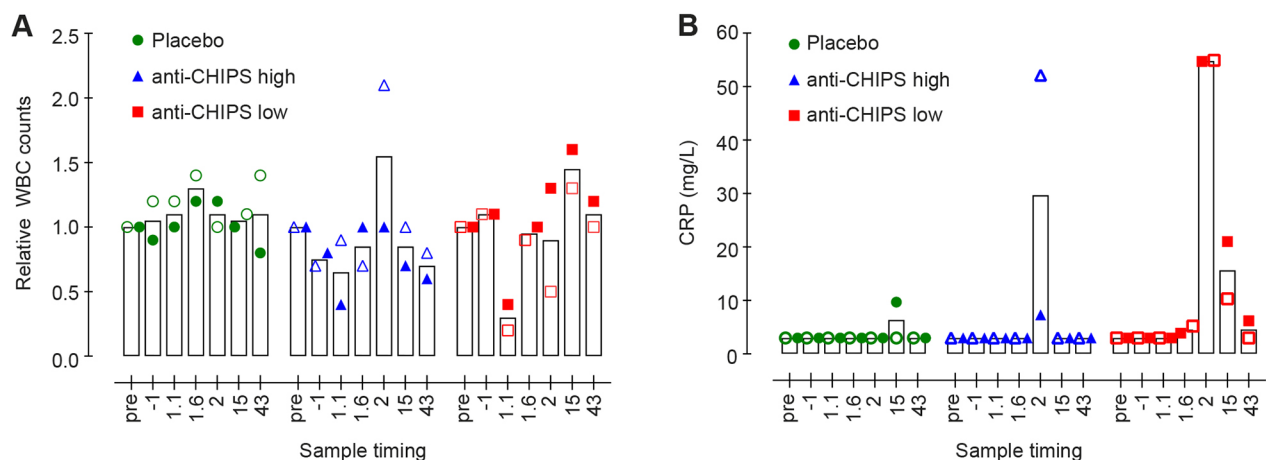 A
Relative WBC counts
2.5
2.0
1.5
1.0
0.5
0.0
Placebo
anti-CHIPS high
anti-CHIPS low
pre -1 1.1 1.6 2 15 43 pre -1 1.1 1.6 2 15 43 pre -1 1.1 1.6 2 15 43
Sample timing
B
CRP (mg/L)
60
50
40
30
20
10
0
Placebo
anti-CHIPS high
anti-CHIPS low
pre -1 1.1 1.6 2 15 43 pre -1 1.1 1.6 2 15 43 pre -1 1.1 1.6 2 15 43
Sample timing